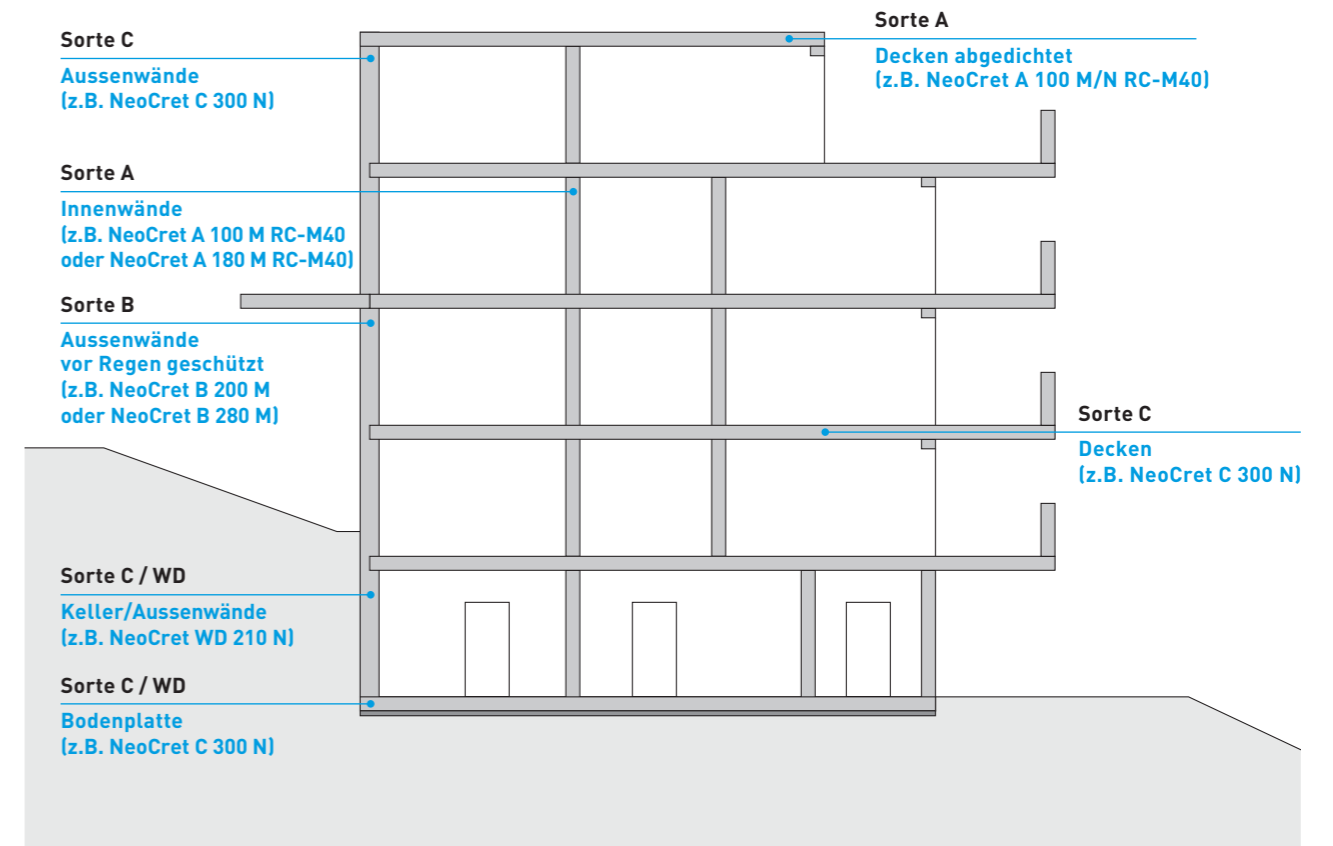 Sorte C
Aussenwände
(z.B. NeoCret C 300 N)
Sorte A
Decken abgedichtet
(z.B. NeoCret A 100 M/N RC-M40)
Sorte A
Innenwände
(z.B. NeoCret A 100 M RC-M40
oder NeoCret A 180 M RC-M40)
Sorte B
Aussenwände
vor Regen geschützt
(z.B. NeoCret B 200 M
oder NeoCret B 280 M)
Sorte C
Decken
(z.B. NeoCret C 300 N)
Sorte C / WD
Keller/Aussenwände
(z.B. NeoCret WD 210 N)
Sorte C / WD
Bodenplatte
(z.B. NeoCret C 300 N)